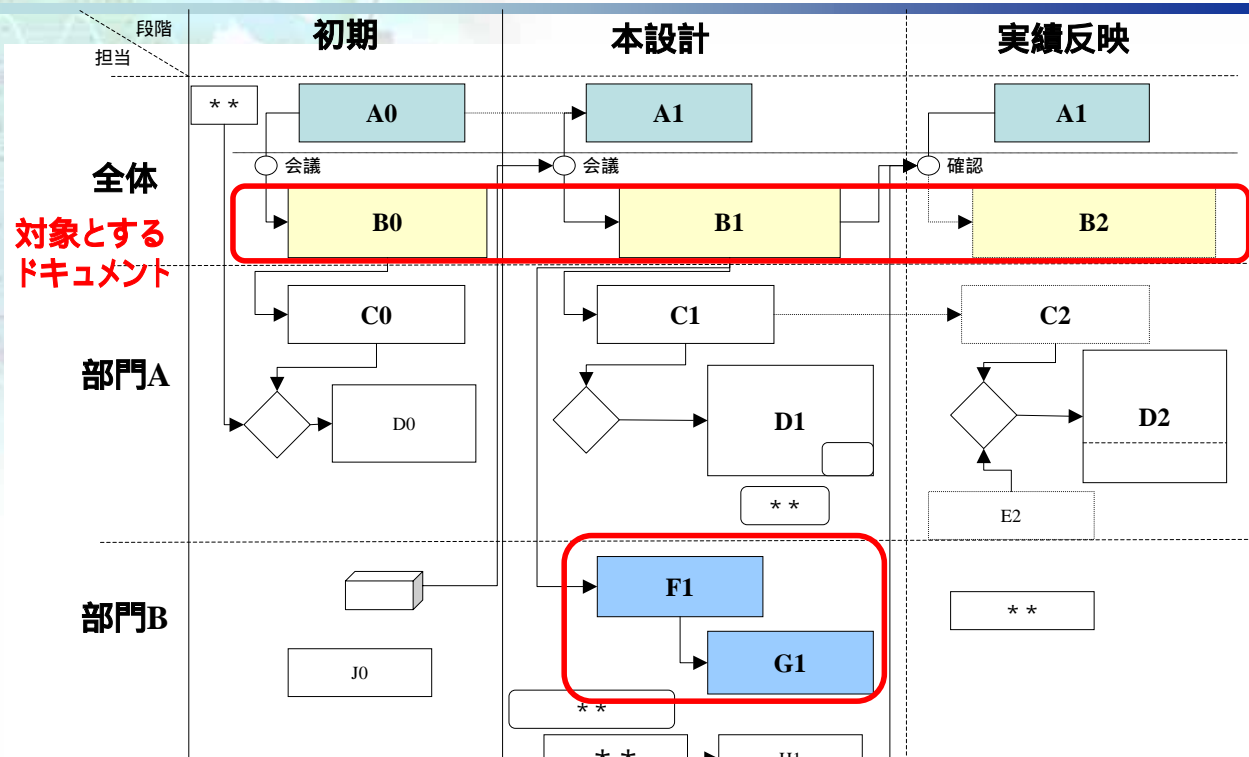 段階
担当
初期
本設計
実績反映
* *
A0
A1
A1
全体
会議
会議
確認
対象とする
ドキュメント
B0
B1
B2
部門A
C0
C1
C2
D0
D1
D2
* *
E2
部門B
F1
* *
J0
G1
* *